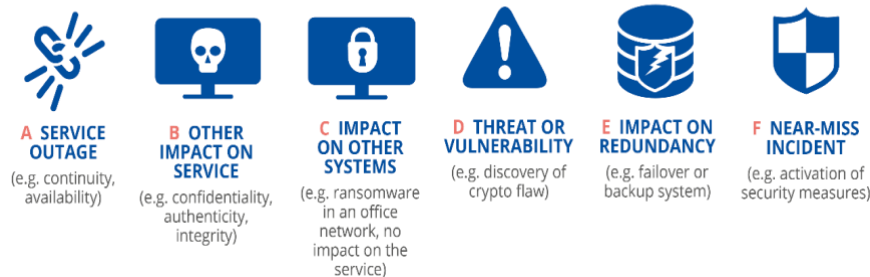 A SERVICE
OUTAGE
(e.g. continuity,
availability)
B OTHER
IMPACT ON
SERVICE
(e.g. confidentiality,
authenticity,
integrity)
C IMPACT
ON OTHER
SYSTEMS
(e.g. ransomware
in an office
network, no
impact on the
service)
D THREAT OR
VULNERABILITY
(e.g. discovery of
crypto flaw)
E IMPACT ON
REDUNDANCY
(e.g. failover or
backup system)
F NEAR-MISS
INCIDENT
(e.g. activation of
security measures)